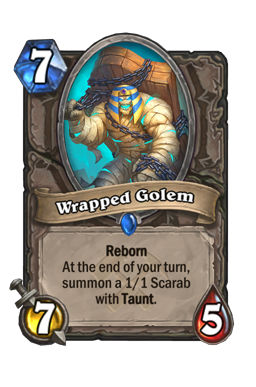 7
Wrapped Golem
Reborn
At the end of your turn,
summon a 1/1 Scarab
with Taunt.
7 5